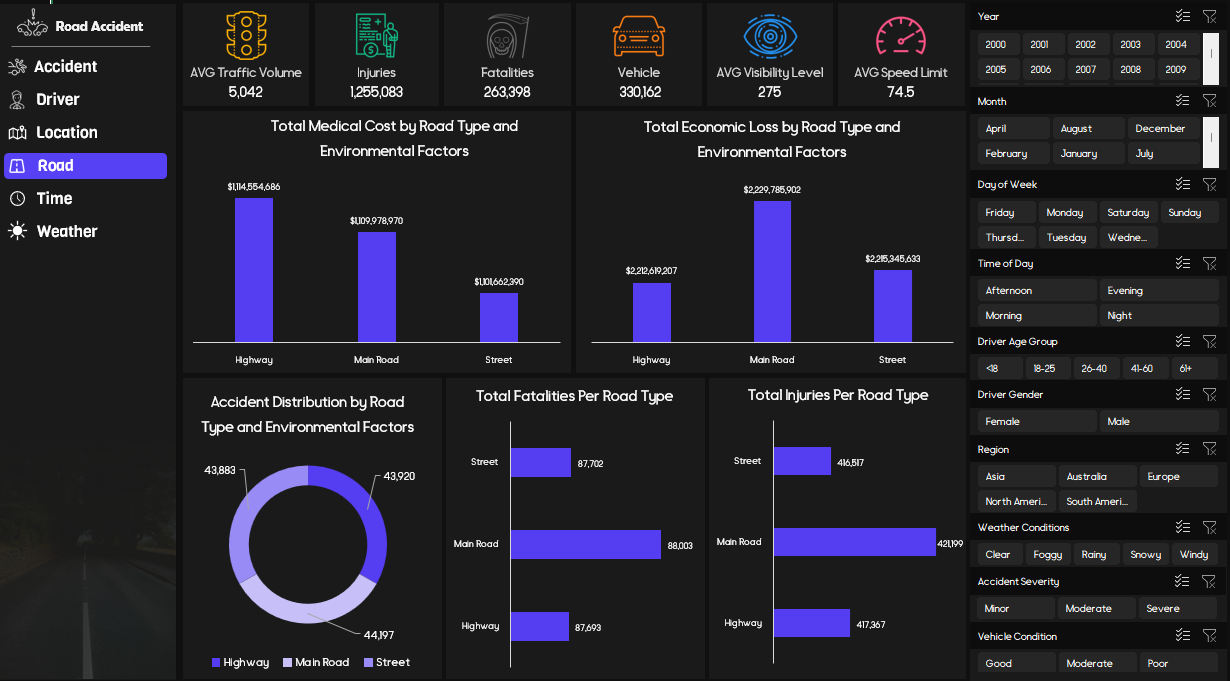 Road Accident
Accident
Driver
Location
Road
Time
Weather
AVG Traffic Volume
5,042
Injuries
1,255,083
Fatalities
263,398
Vehicle
330,162
AVG Visibility Level
275
AVG Speed Limit
74.5
Total Medical Cost by Road Type and
Environmental Factors
$1,114,554,686
$1,109,978,970
$1,101,662,390
Highway
Main Road
Street
Total Economic Loss by Road Type and
Environmental Factors
$2,212,619,207
$2,229,785,902
$2,215,345,633
Highway
Main Road
Street
Accident Distribution by Road
Type and Environmental Factors
43,883
43,920
44,197
Highway
Main Road
Street
Total Fatalities Per Road Type
Street
87,702
Main Road
88,003
Highway
87,693
Total Injuries Per Road Type
Street
416,517
Main Road
421,199
Highway
417,367
Year
2000 2001 2002 2003 2004
2005 2006 2007 2008 2009
Month
April August December
February January July
Day of Week
Friday Monday Saturday Sunday
Thursd... Tuesday Wedne...
Time of Day
Afternoon Evening
Morning Night
Driver Age Group
<18 18-25 26-40 41-60 61+
Driver Gender
Female Male
Region
Asia Australia Europe
North Ameri... South Ameri...
Weather Conditions
Clear Foggy Rainy Snowy Windy
Accident Severity
Minor Moderate Severe
Vehicle Condition
Good Moderate Poor